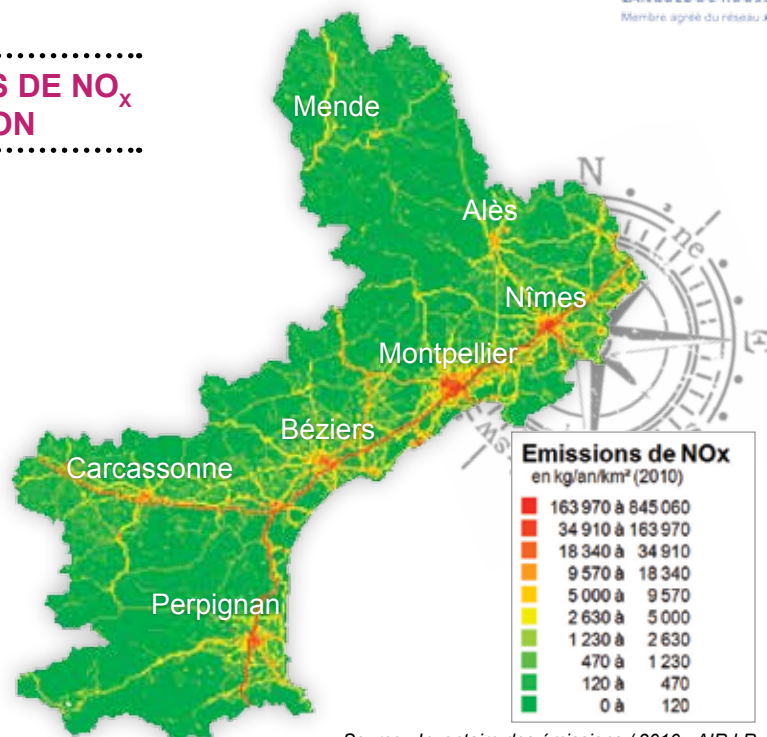 Membre agréé du réseau
S DE NOx
ON
Mende
Alès
Nîmes
Montpellier
Béziers
Carcassonne
Perpignan
N
ne
E
sw
Emissions de NOx
en kg/an/km² (2010)
163 970 à 845 060
34 910 à 163 970
18 340 à 34 910
9 570 à 18 340
5 000 à 9 570
2 630 à 5 000
1 230 à 2 630
470 à 1 230
120 à 470
0 à 120